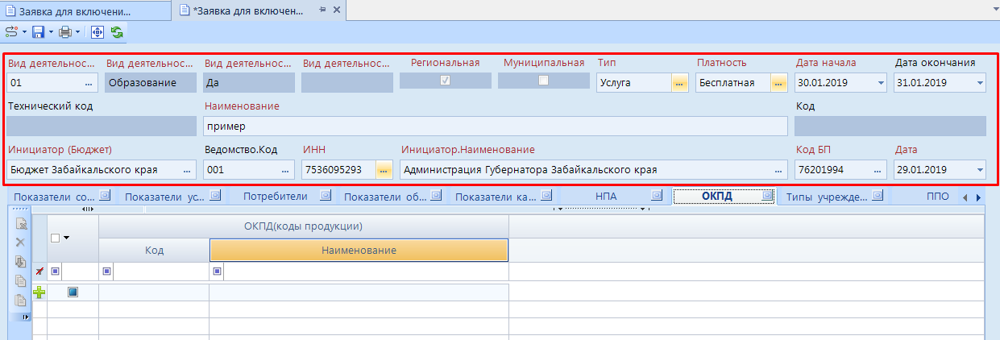 Заявка для включени...
*Заявка для включен...
Вид деятельнос... Вид деятельнос... Вид деятельнос... Вид деятельнос... Региональная Муниципальная Тип Платность Дата начала Дата окончания
01 ... Образование Да Услуга ... Бесплатная ... 30.01.2019 31.01.2019
Технический код Наименование Код
пример
Инициатор (Бюджет) Ведомство.Код ИНН Инициатор.Наименование Код БП Дата
Бюджет Забайкальского края ... 001 ... 7536095293 ... Администрация Губернатора Забайкальского края ... 76201994 ... 29.01.2019
Показатели со... Показатели ус... Потребители Показатели об... Показатели ка... НПА ОКПД Типы учрежде... ППО
ОКПД(коды продукции)
Код Наименование